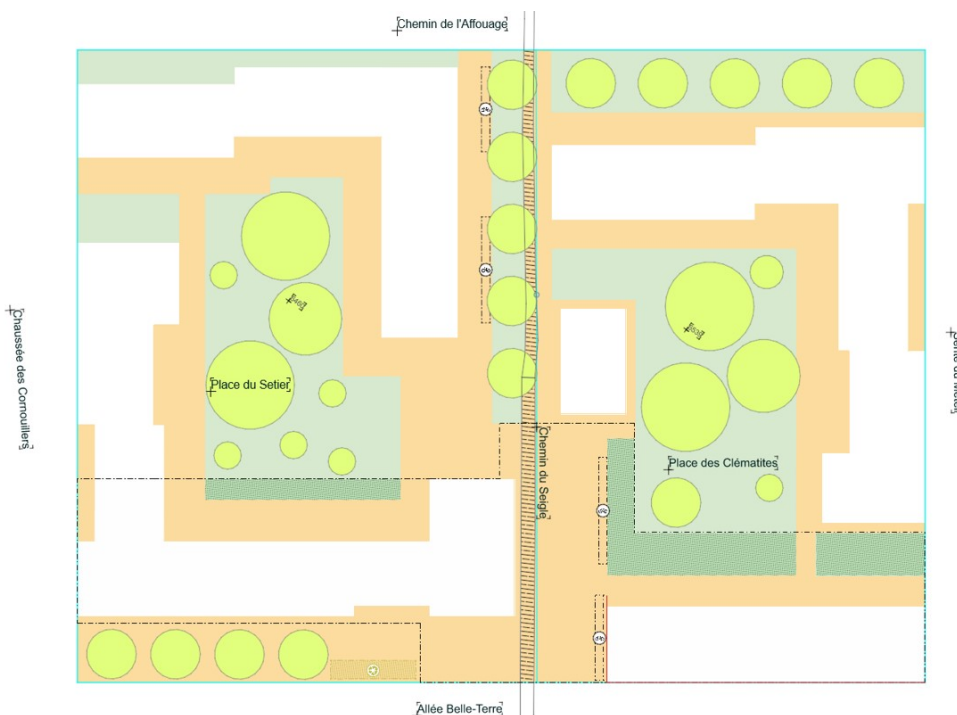 Chemin de l'Affouage
Place du Setier
Chaussée des Cornouillers
Place des Clématites
Chemin du Seigle
Allée Belle-Terre